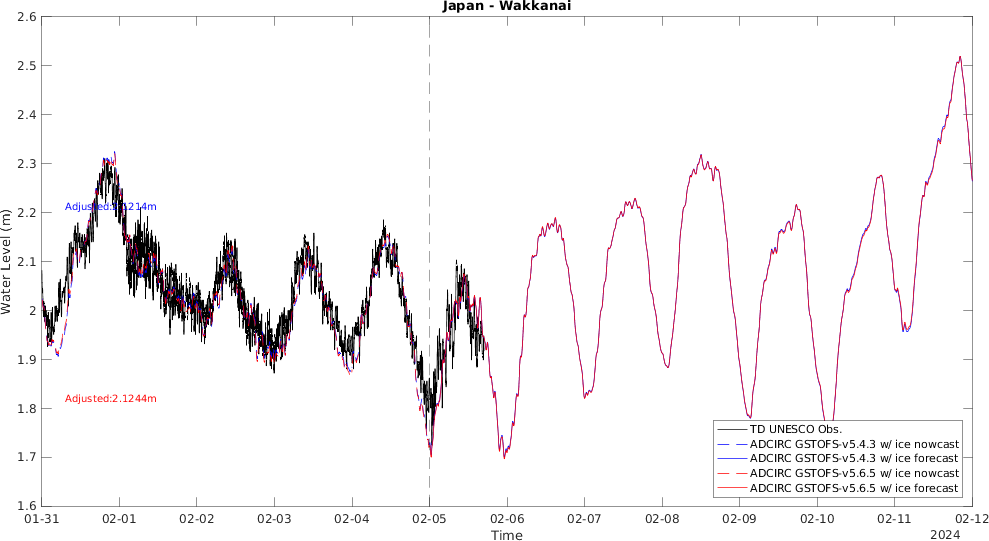 Japan - Wakkanai
2.6
2.5
2.4
2.3
2.2
2.1
2
1.9
1.8
1.7
1.6
Water Level (m)
Adjusted:2.1214m
Adjusted:2.1244m
TD UNESCO Obs.
ADCIRC GSTOFS-v5.4.3 w/ ice nowcast
ADCIRC GSTOFS-v5.4.3 w/ ice forecast
ADCIRC GSTOFS-v5.6.5 w/ ice nowcast
ADCIRC GSTOFS-v5.6.5 w/ ice forecast
01-31 02-01 02-02 02-03 02-04 02-05 02-06 02-07 02-08 02-09 02-10 02-11 02-12
Time
2024